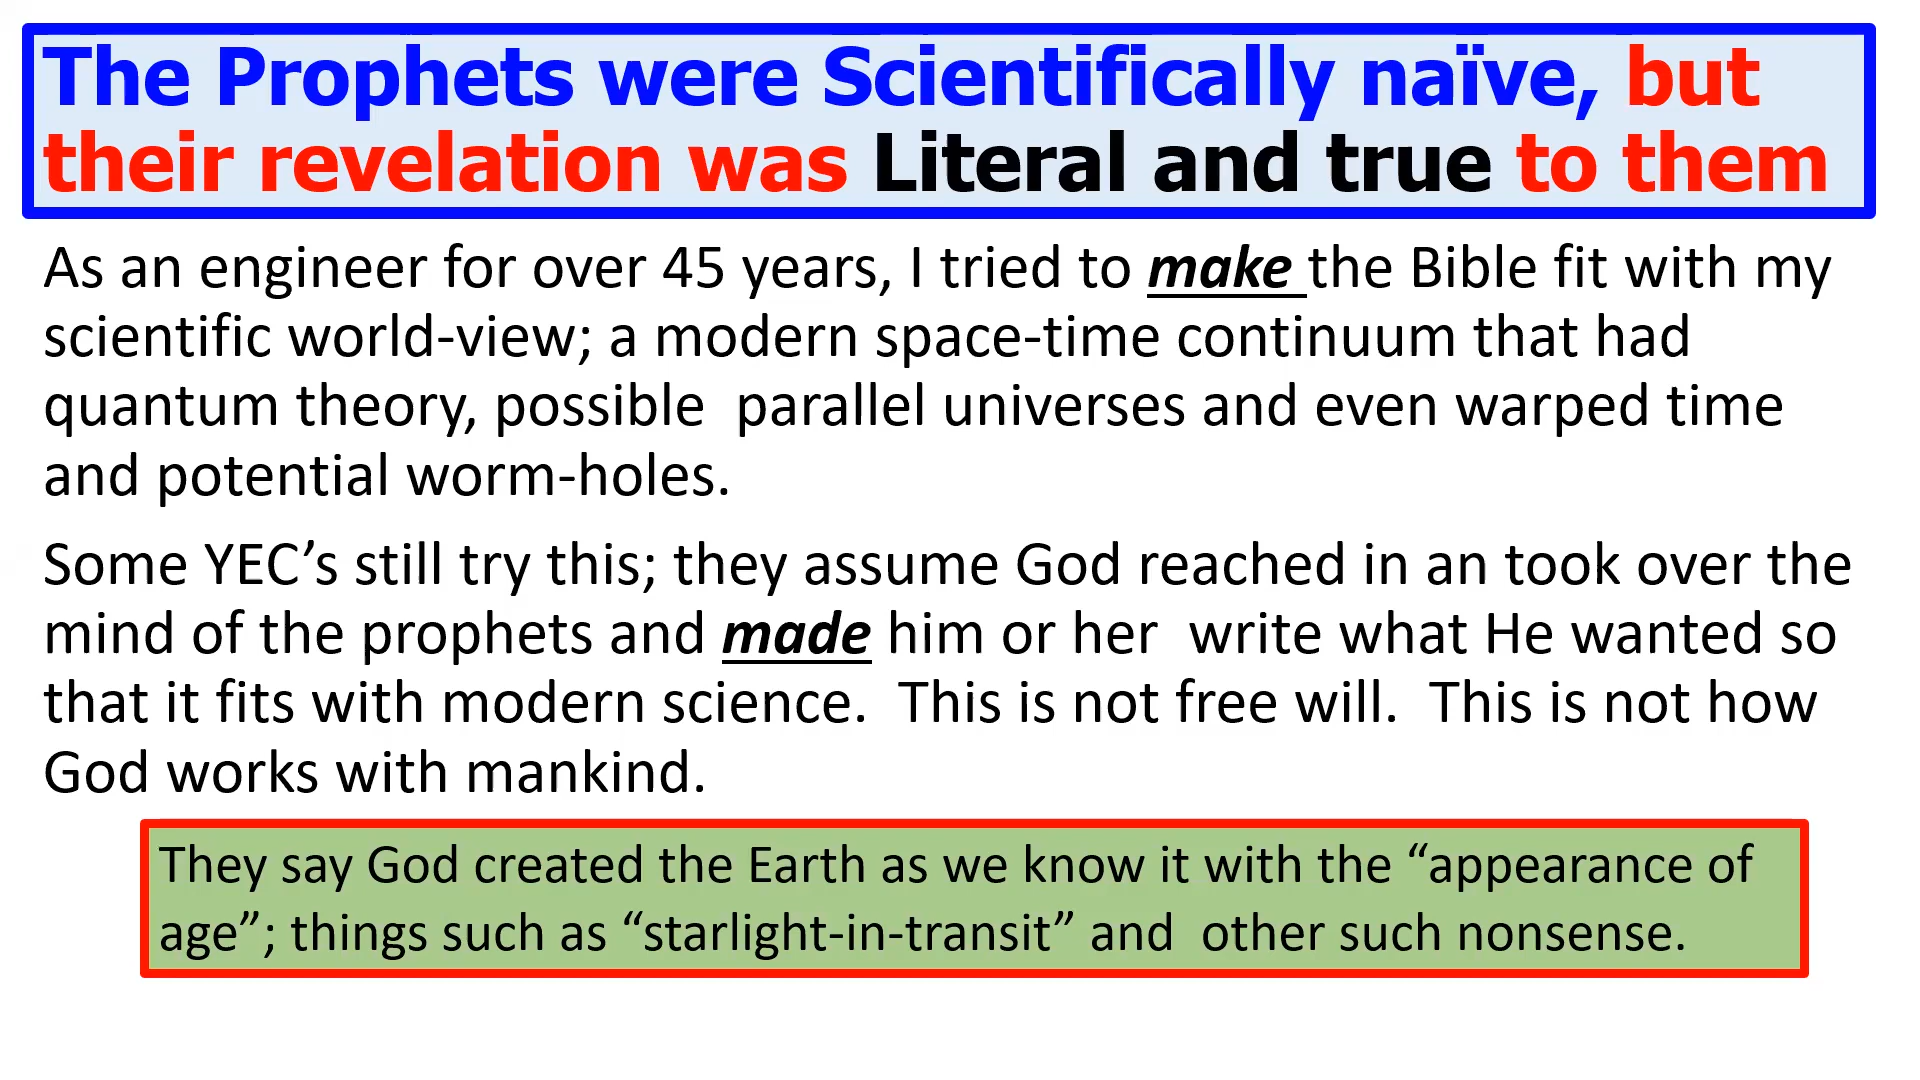 The Prophets were Scientifically naïve, but
their revelation was Literal and true to them
As an engineer for over 45 years, I tried to make the Bible fit with my
scientific world-view; a modern space-time continuum that had
quantum theory, possible  parallel universes and even warped time
and potential worm-holes.
Some YEC’s still try this; they assume God reached in an took over the
mind of the prophets and made him or her  write what He wanted so
that it fits with modern science.  This is not free will.  This is not how
God works with mankind.
They say God created the Earth as we know it with the “appearance of
age”; things such as “starlight-in-transit” and  other such nonsense.